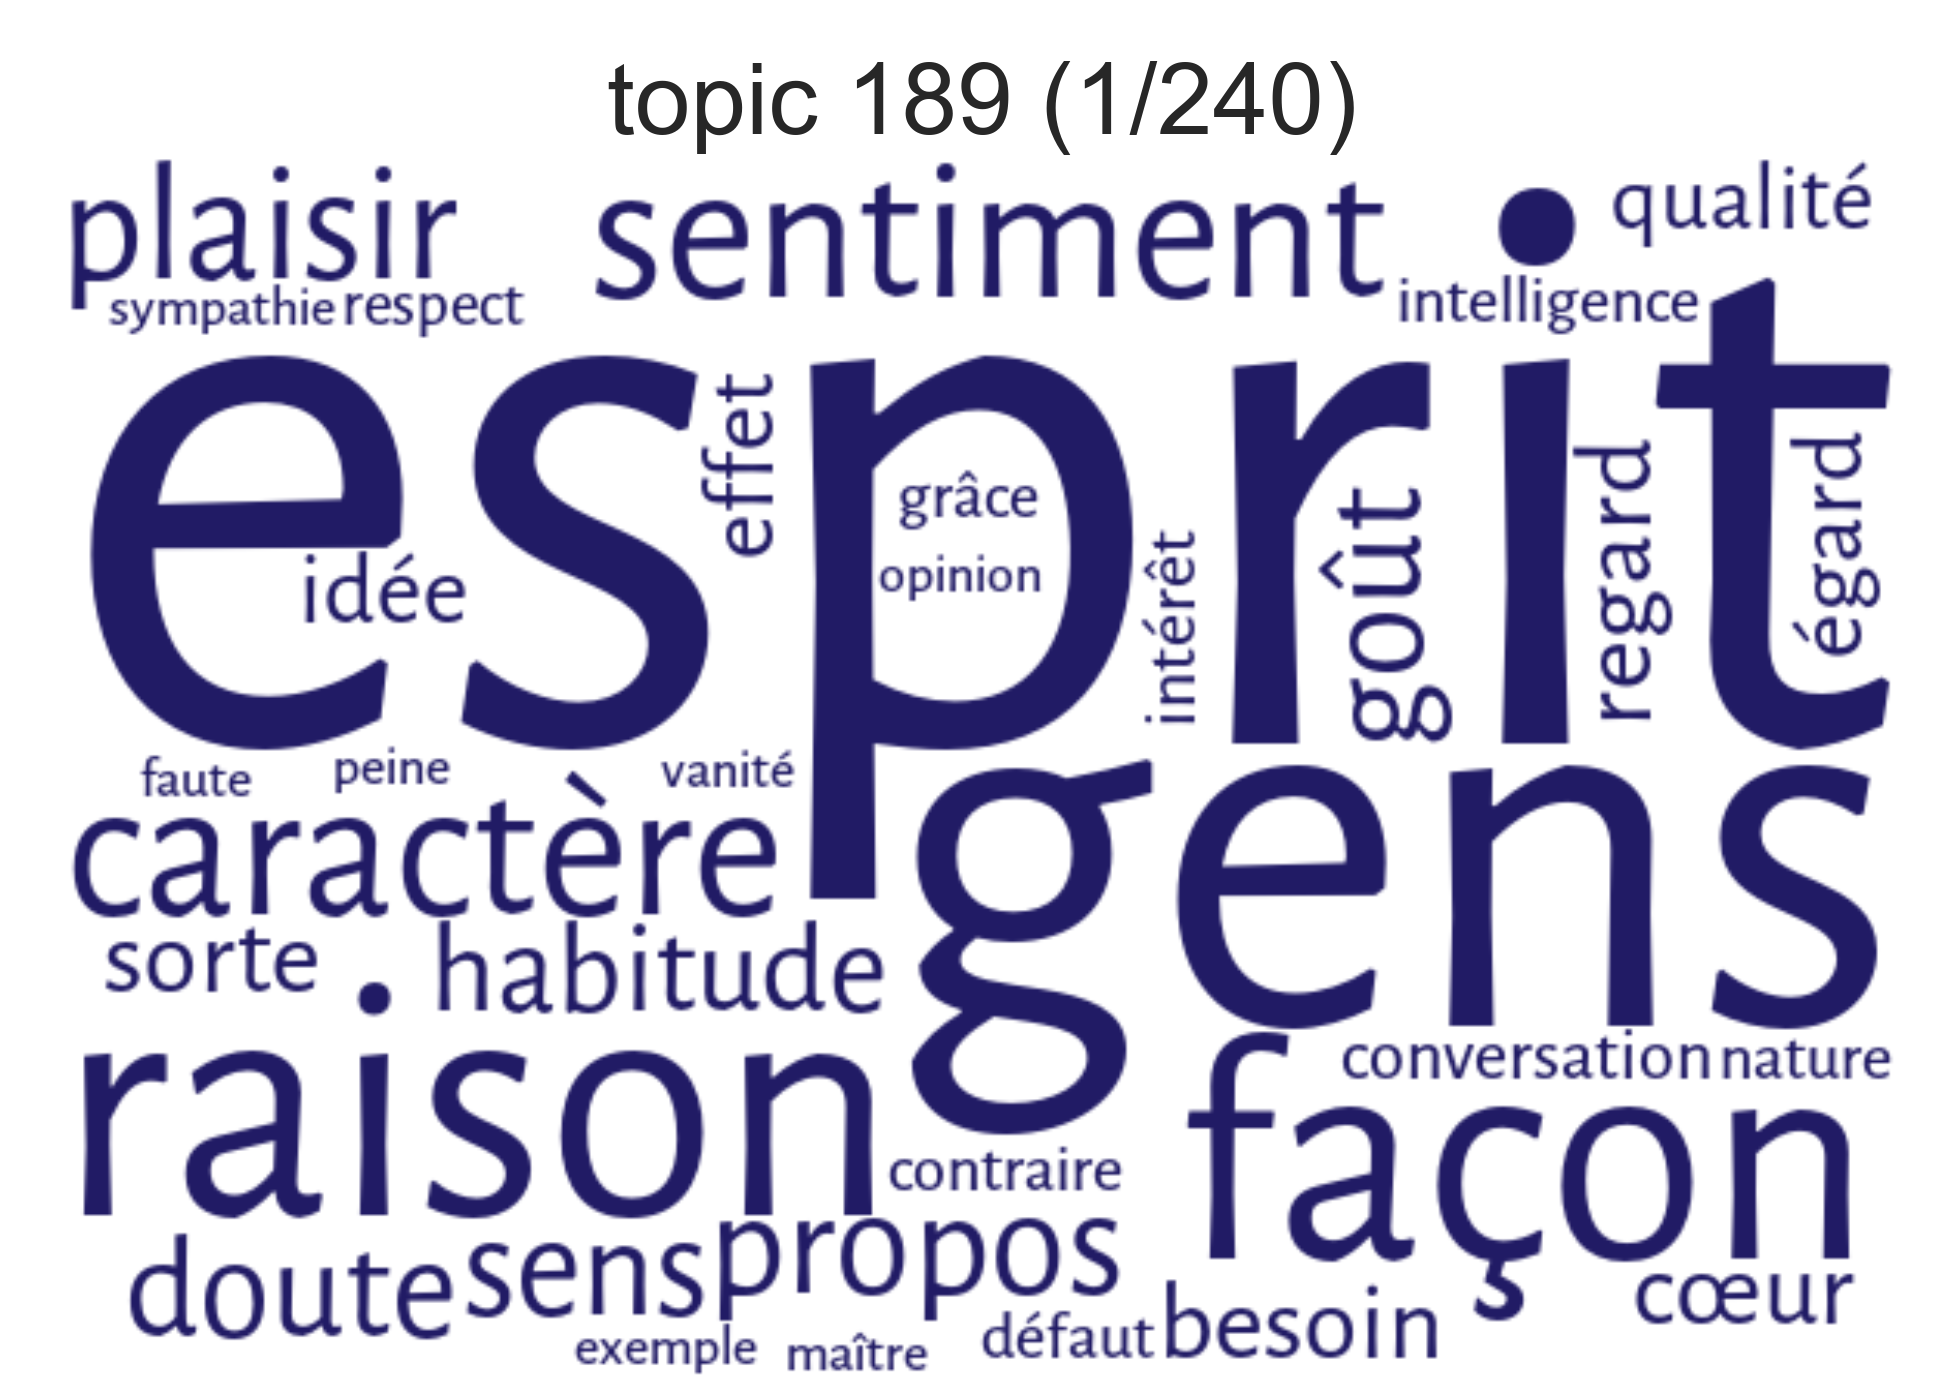 topic 189 (1/240)
plaisir
sentiment
qualité
sympathie
respect
intelligence
esprit
effet
grâce
opinion
idée
intérêt
goût
regard
égard
faute
peine
vanité
caractère
gens
sorte
habitude
raison
conversation
nature
façon
contraire
doute
sens
propos
besoin
cœur
exemple
maître
défaut